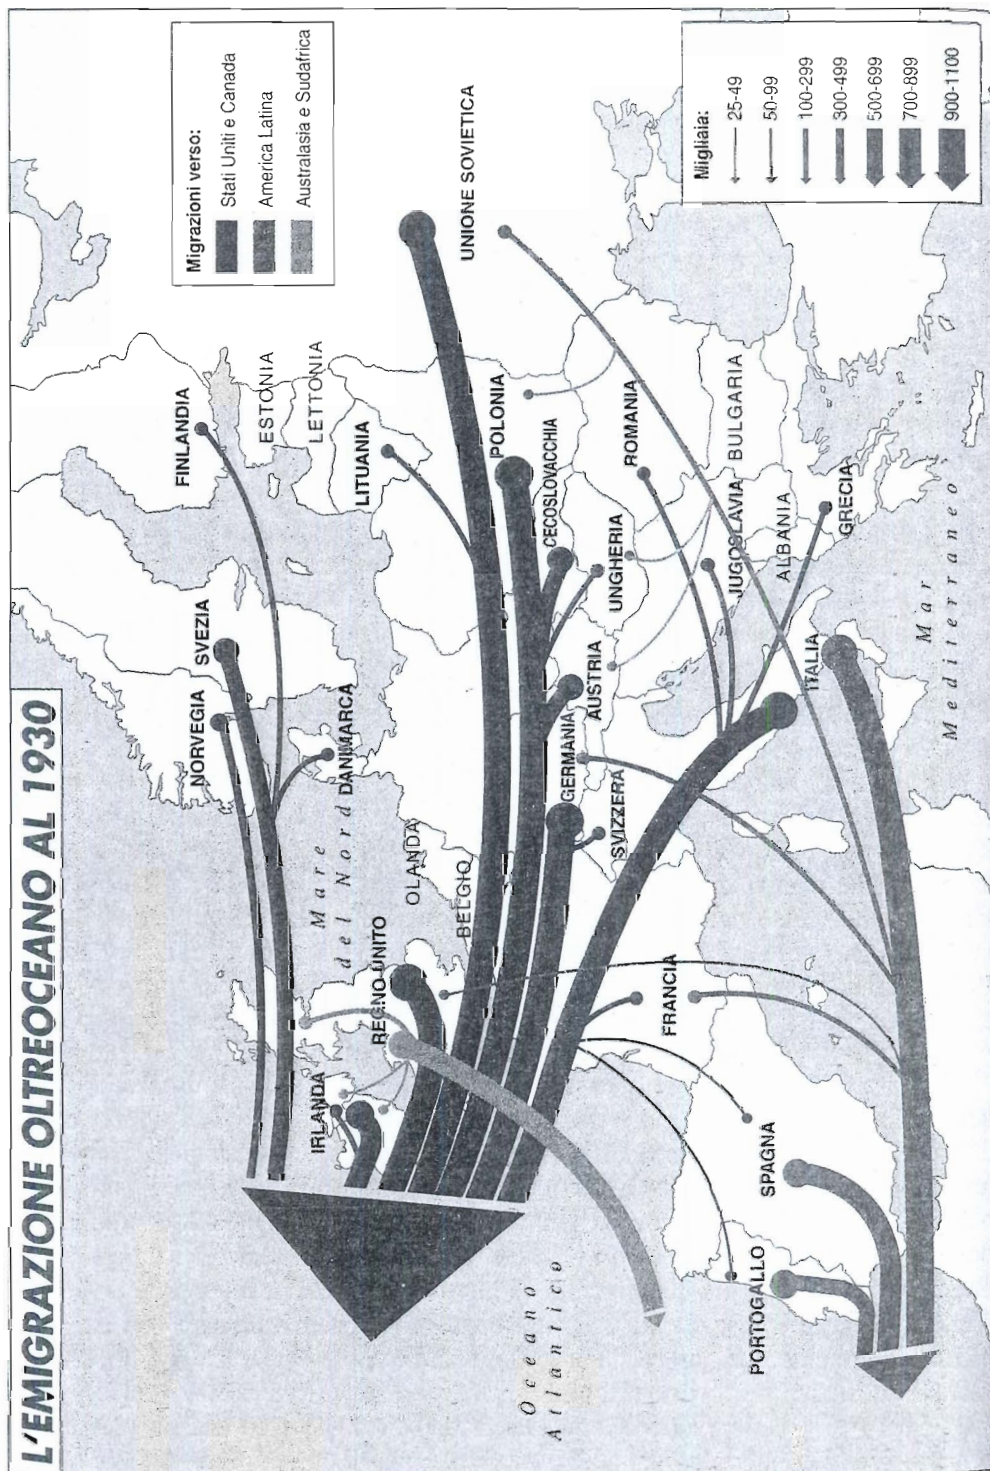 L'EMIGRAZIONE OLTREOCEANO AL 1930
Migrazioni verso:
Stati Uniti e Canada
America Latina
Australasia e Sudafrica
Migliaia:
25-49
50-99
100-299
300-499
500-699
700-899
900-1100
NORVEGIA
SVEZIA
FINLANDIA
ESTONIA
LETTONIA
LITUANIA
UNIONE SOVIETICA
DANIMARCA
Mare
del Nord
OLANDA
BELGIO
IRLANDA
REGNO UNITO
POLONIA
CECOSLOVACCHIA
GERMANIA
AUSTRIA
UNGHERIA
ROMANIA
SVIZZERA
FRANCIA
JUGOSLAVIA
BULGARIA
ALBANIA
GRECIA
ITALIA
SPAGNA
PORTOGALLO
Oceano
Atlantico
Mar
Mediterraneo